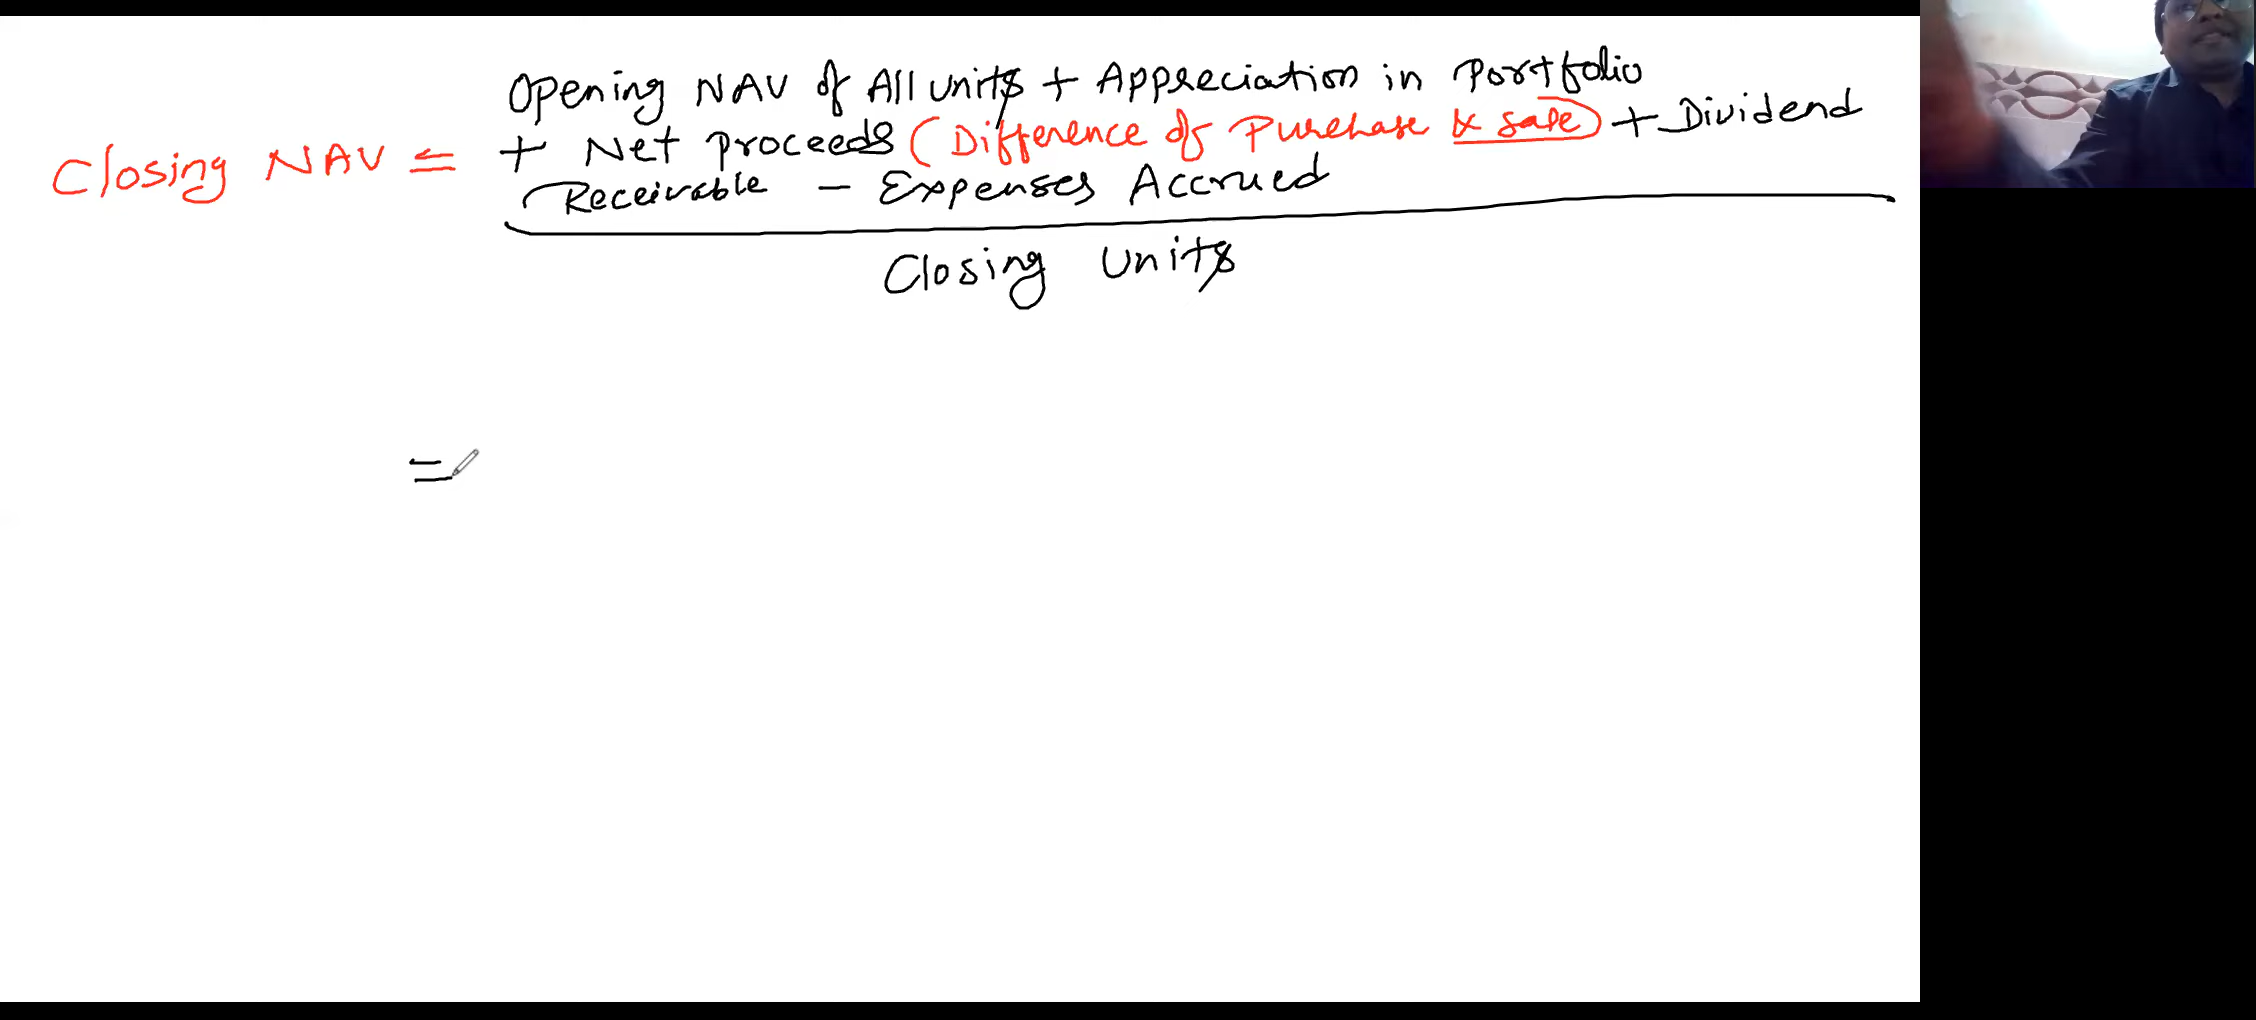 Opening NAV of All units + Appreciation in Portfolio
Closing NAV = + Net proceeds (Difference of Purchase & sale) + Dividend
Receivable - Expenses Accrued
Closing Units
=